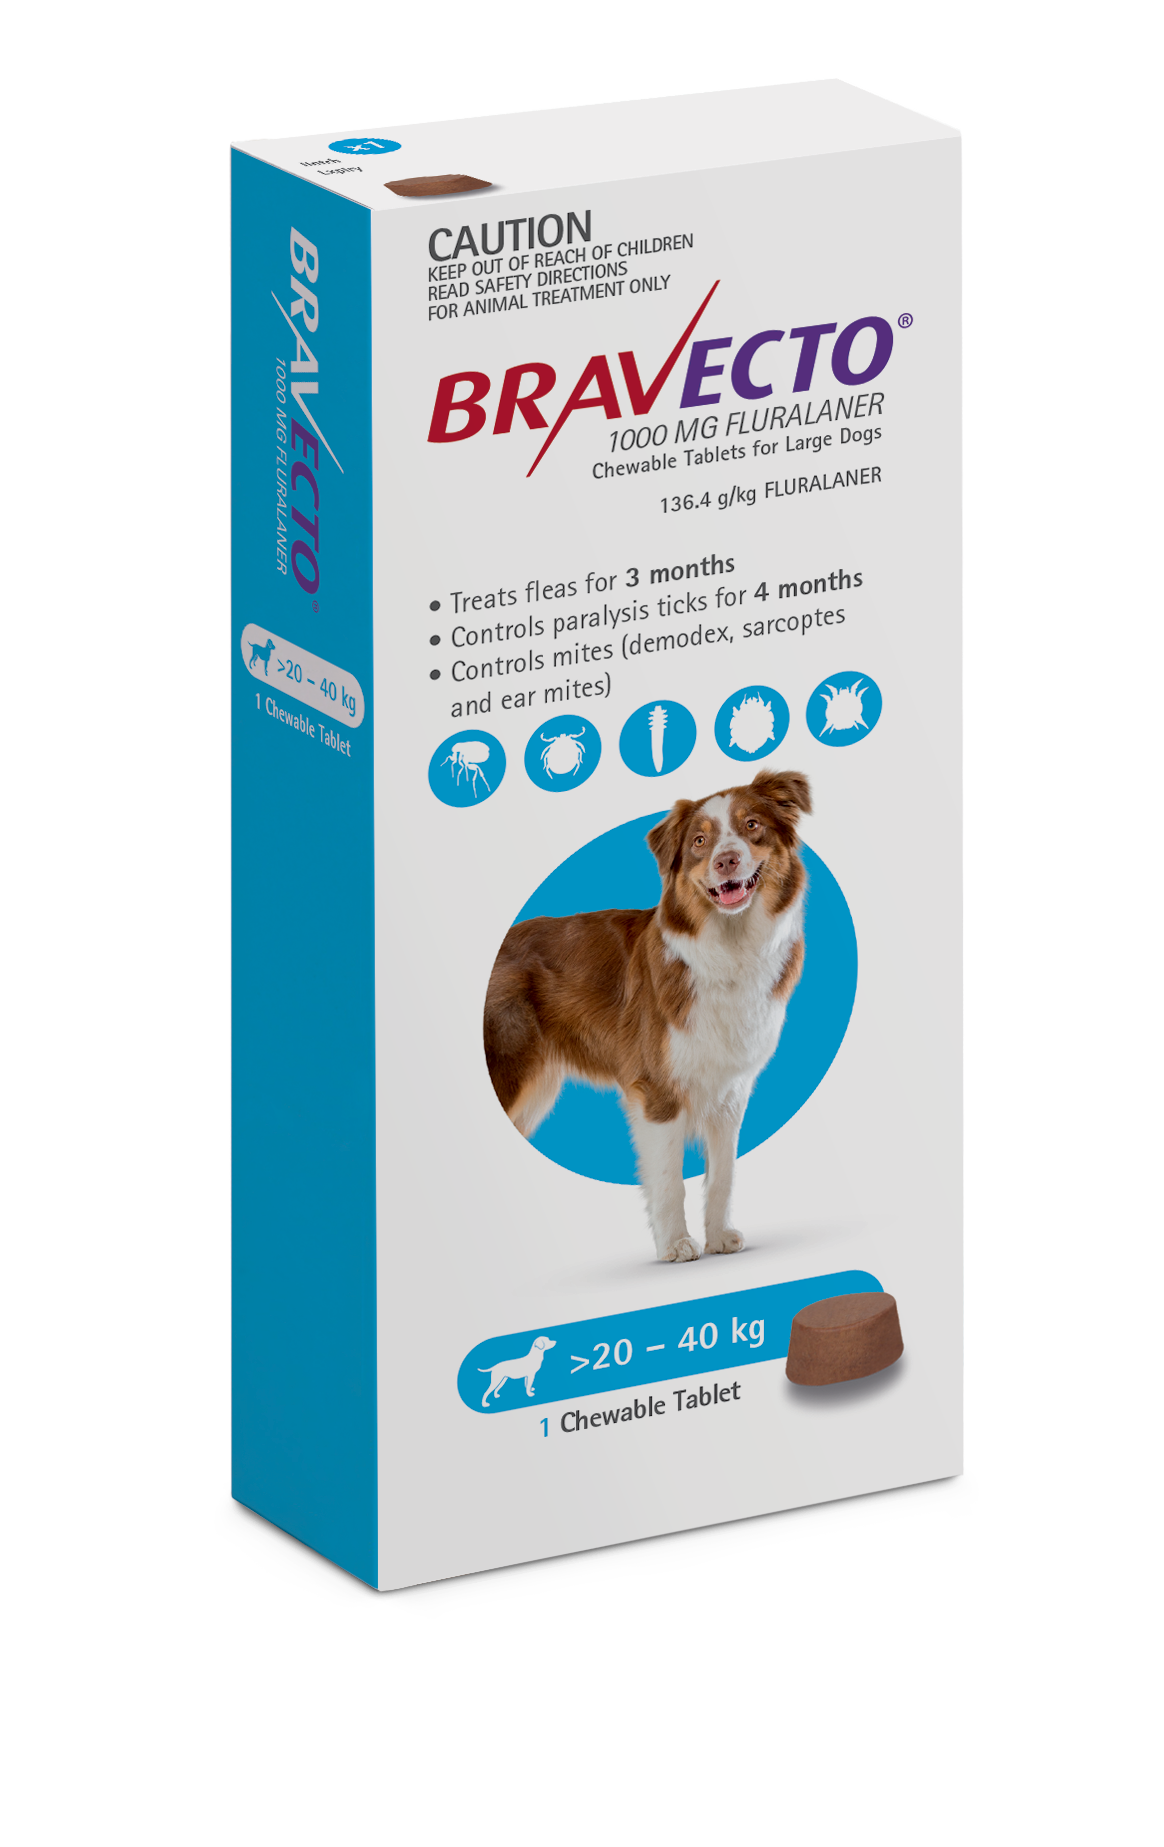 x1
Batch
Expiry
CAUTION
KEEP OUT OF REACH OF CHILDREN
READ SAFETY DIRECTIONS
FOR ANIMAL TREATMENT ONLY
BRAVECTO®
1000 MG FLURALANER
Chewable Tablets for Large Dogs
136.4 g/kg FLURALANER
• Treats fleas for 3 months
• Controls paralysis ticks for 4 months
• Controls mites (demodex, sarcoptes
and ear mites)
>20 – 40 kg
1 Chewable Tablet
BRAVECTO®
1000 MG FLURALANER
>20 – 40 kg
1 Chewable Tablet